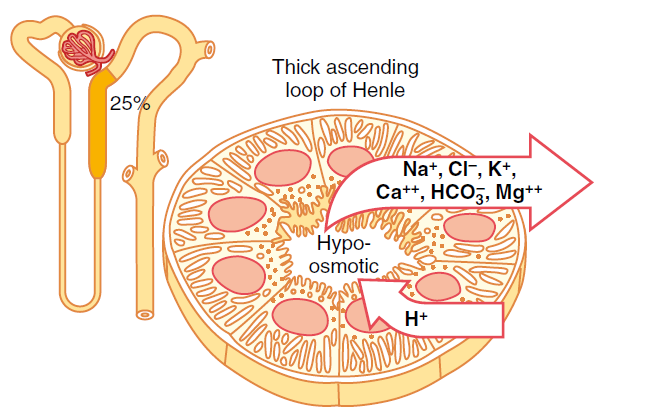 Thick ascending
loop of Henle
25%
Na⁺, Cl⁻, K⁺,
Ca⁺⁺, HCO₃⁻, Mg⁺⁺
Hypo-
osmotic
H⁺